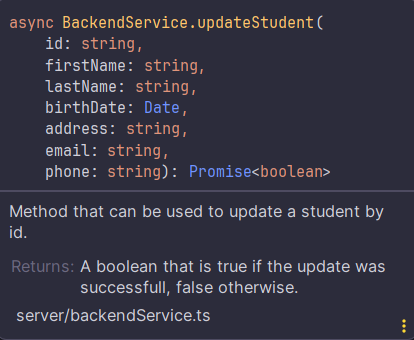 async BackendService.updateStudent(
id: string,
firstName: string,
lastName: string,
birthDate: Date,
address: string,
email: string,
phone: string): Promise<boolean>
Method that can be used to update a student by
id.
Returns: A boolean that is true if the update was
successfull, false otherwise.
server/backendService.ts